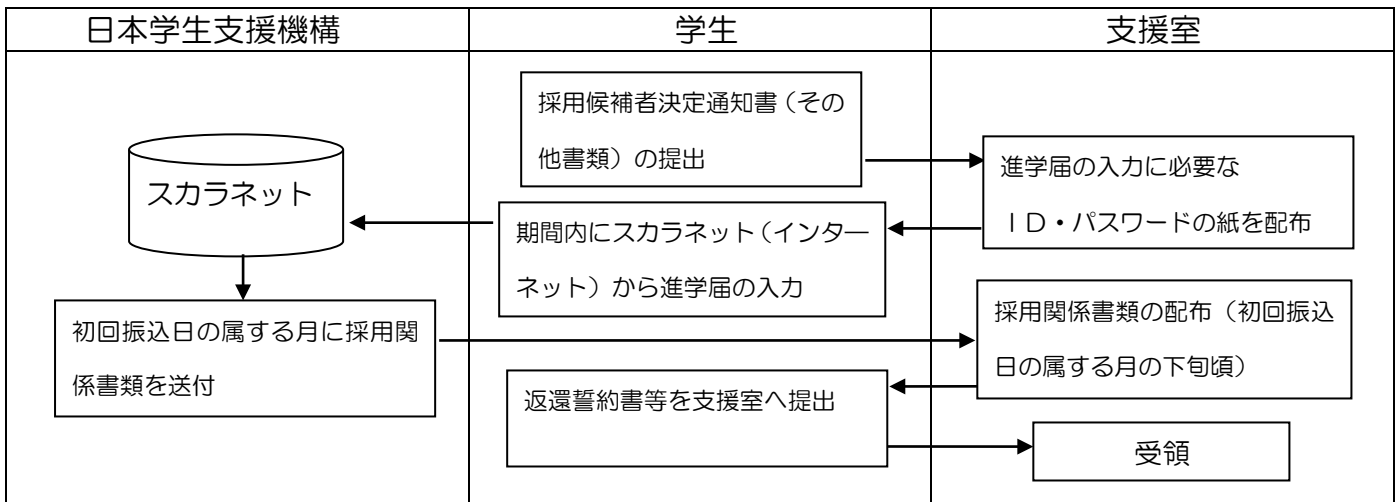 日本学生支援機構
学生
支援室
採用候補者決定通知書(その
他書類)の提出
進学届の入力に必要な
ID・パスワードの紙を配布
スカラネット
期間内にスカラネット(インター
ネット)から進学届の入力
初回振込日の属する月に採用関
係書類を送付
採用関係書類の配布(初回振込
日の属する月の下旬頃)
返還誓約書等を支援室へ提出
受領